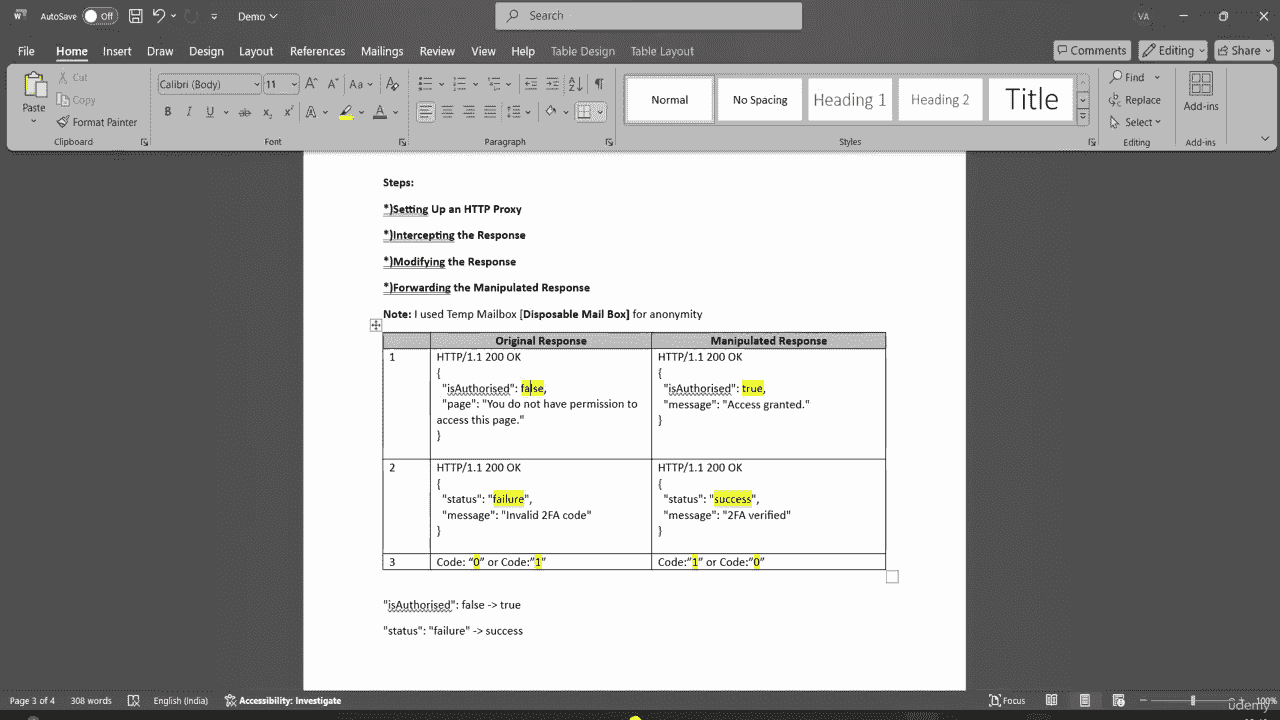 AutoSave Off Demo Search VA
File Home Insert Draw Design Layout References Mailings Review View Help Table Design Table Layout Comments Editing Share
Paste Cut Copy Format Painter Clipboard
Calibri (Body) 11 Font
Paragraph
Normal No Spacing Heading 1 Heading 2 Title Styles
Find Replace Select Editing
Add-ins Add-ins
Steps:
*)Setting Up an HTTP Proxy
*)Intercepting the Response
*)Modifying the Response
*)Forwarding the Manipulated Response
Note: I used Temp Mailbox [Disposable Mail Box] for anonymity
Original Response Manipulated Response
1 HTTP/1.1 200 OK
{
"isAuthorised": false,
"page": "You do not have permission to
access this page."
}
HTTP/1.1 200 OK
{
"isAuthorised": true,
"message": "Access granted."
}
2 HTTP/1.1 200 OK
{
"status": "failure",
"message": "Invalid 2FA code"
}
HTTP/1.1 200 OK
{
"status": "success",
"message": "2FA verified"
}
3 Code: “0” or Code:”1” Code:”1” or Code:”0”
"isAuthorised": false -> true
"status": "failure" -> success
Page 3 of 4 308 words English (India) Accessibility: Investigate Focus 100%
udemy